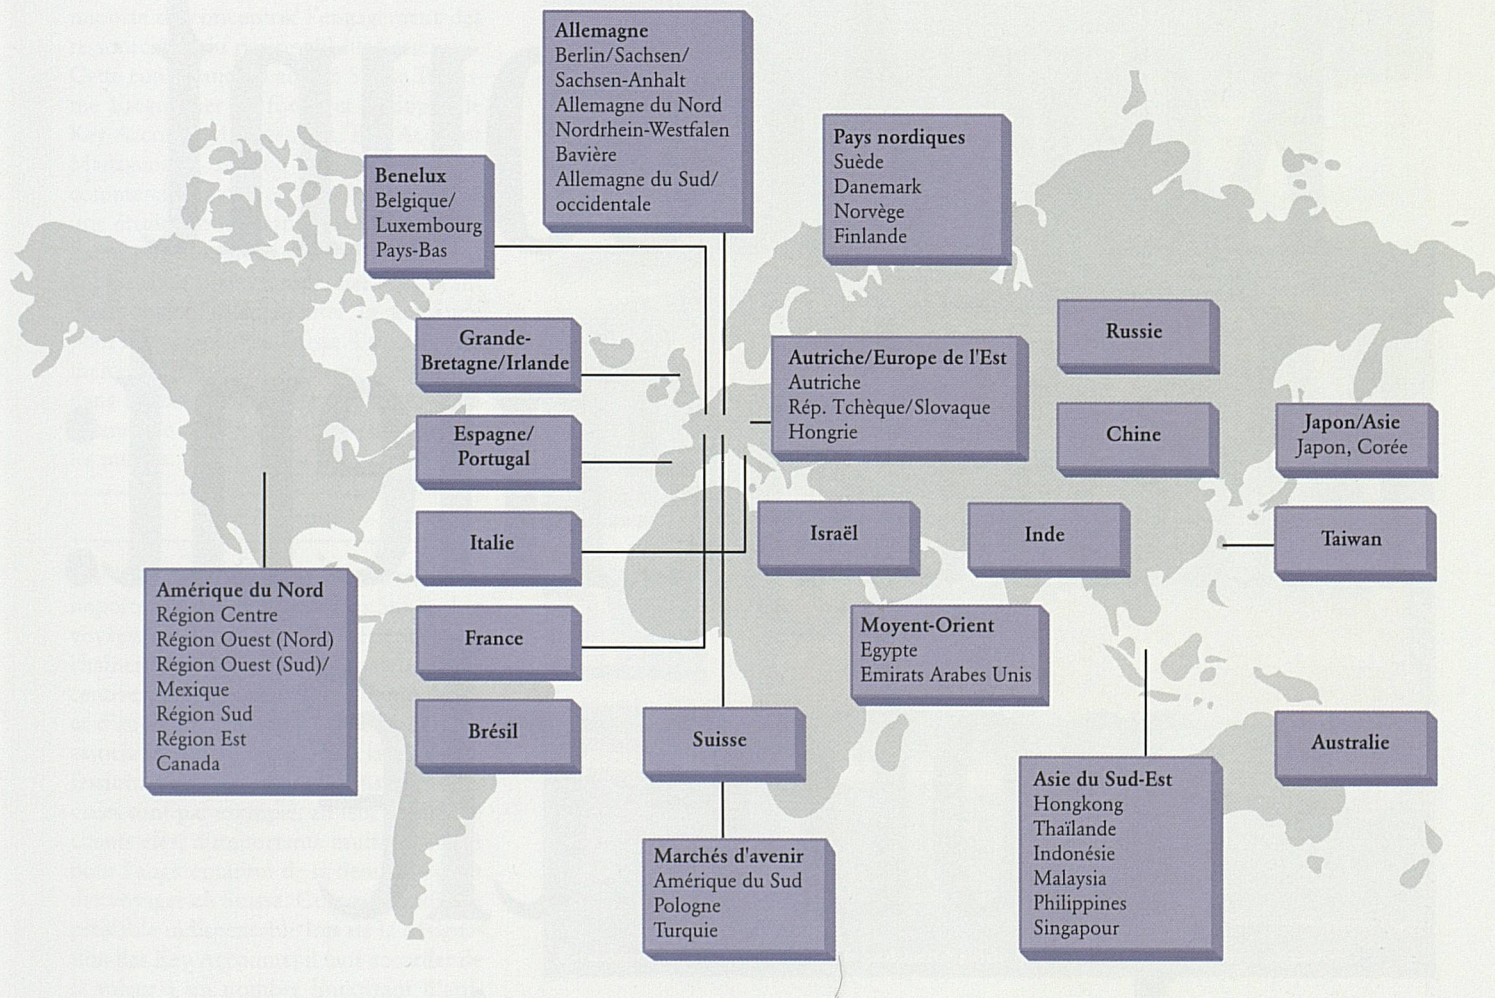 Allemagne
Berlin/Sachsen/
Sachsen-Anhalt
Allemagne du Nord
Nordrhein-Westfalen
Bavière
Allemagne du Sud/
occidentale
Pays nordiques
Suède
Danemark
Norvège
Finlande
Benelux
Belgique/
Luxembourg
Pays-Bas
Grande-
Bretagne/Irlande
Autriche/Europe de l'Est
Autriche
Rép. Tchèque/Slovaque
Hongrie
Russie
Espagne/
Portugal
Chine
Japon/Asie
Japon, Corée
Italie
Israël
Inde
Taiwan
Amérique du Nord
Région Centre
Région Ouest (Nord)
Région Ouest (Sud)/
Mexique
Région Sud
Région Est
Canada
France
Moyent-Orient
Egypte
Emirats Arabes Unis
Brésil
Suisse
Australie
Asie du Sud-Est
Hongkong
Thaïlande
Indonésie
Malaysia
Philippines
Singapour
Marchés d'avenir
Amérique du Sud
Pologne
Turquie